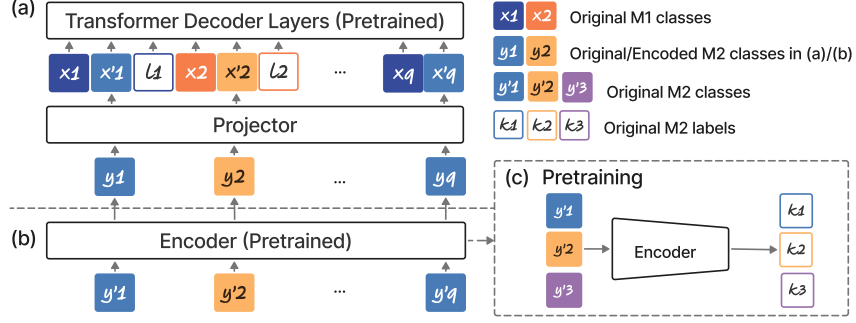 (a)
Transformer Decoder Layers (Pretrained)
x1 x'1 l1 x2 x'2 l2 ... xq x'q
Projector
y1 y2 ... yq
(b)
Encoder (Pretrained)
y'1 y'2 ... y'q
x1 x2 Original M1 classes
y1 y2 Original/Encoded M2 classes in (a)/(b)
y'1 y'2 y'3 Original M2 classes
k1 k2 k3 Original M2 labels
(c) Pretraining
y'1 k1
y'2 Encoder k2
y'3 k3